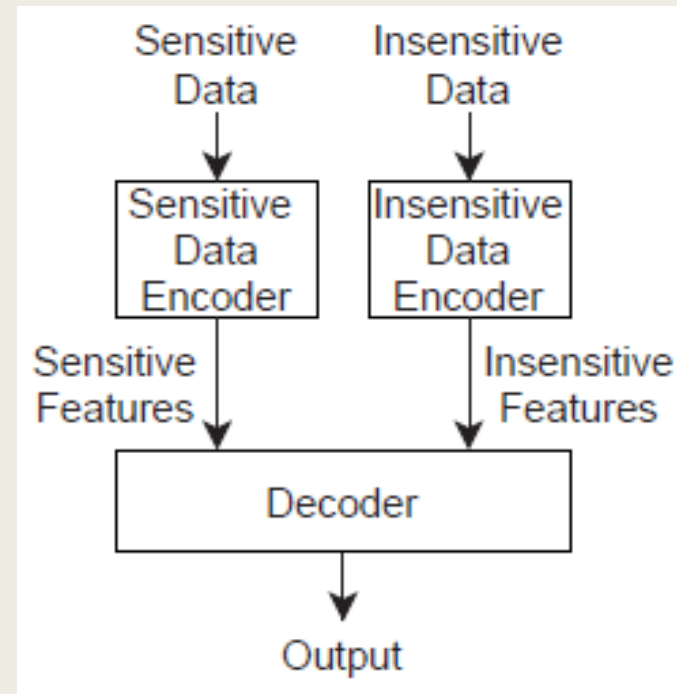 Sensitive
Data
Insensitive
Data
Sensitive
Data
Encoder
Insensitive
Data
Encoder
Sensitive
Features
Insensitive
Features
Decoder
Output